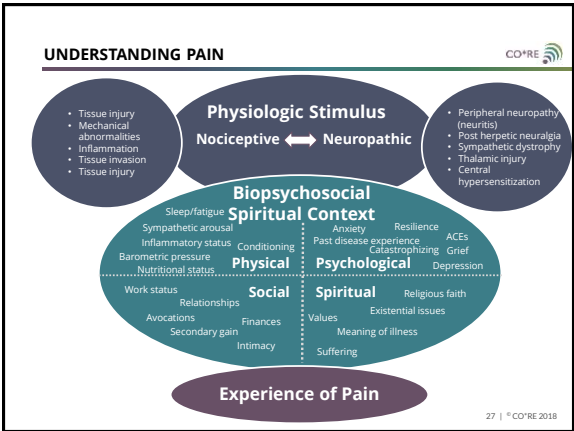 UNDERSTANDING PAIN
CO*RE
• Tissue injury
• Mechanical
abnormalities
• Inflammation
• Tissue invasion
• Tissue injury
Physiologic Stimulus
Nociceptive Neuropathic
• Peripheral neuropathy
(neuritis)
• Post herpetic neuralgia
• Sympathetic dystrophy
• Thalamic injury
• Central
hypersensitization
Biopsychosocial
Spiritual Context
Sleep/fatigue
Sympathetic arousal
Inflammatory status
Conditioning
Barometric pressure
Nutritional status
Physical
Anxiety
Resilience
Past disease experience
ACEs
Catastrophizing
Grief
Psychological
Depression
Work status
Social
Relationships
Avocations
Finances
Secondary gain
Intimacy
Spiritual
Religious faith
Existential issues
Values
Meaning of illness
Suffering
Experience of Pain
27 | © CO*RE 2018